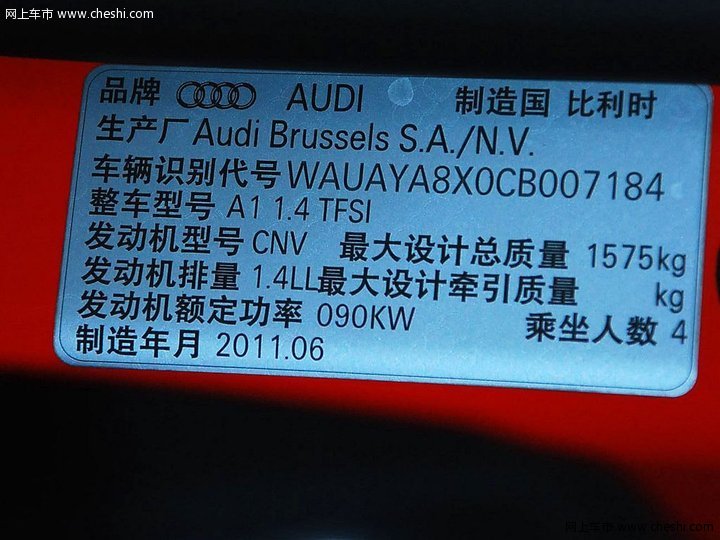 网上车市 www.cheshi.com
品牌 AUDI 制造国 比利时
生产厂 Audi Brussels S.A./N.V.
车辆识别代号 WAUAYA8X0CB007184
整车型号 A1 1.4 TFSI
发动机型号 CNV 最大设计总质量 1575kg
发动机排量 1.4LL最大设计牵引质量 kg
发动机额定功率 090KW 乘坐人数 4
制造年月 2011.06
网上车市 www.cheshi.com